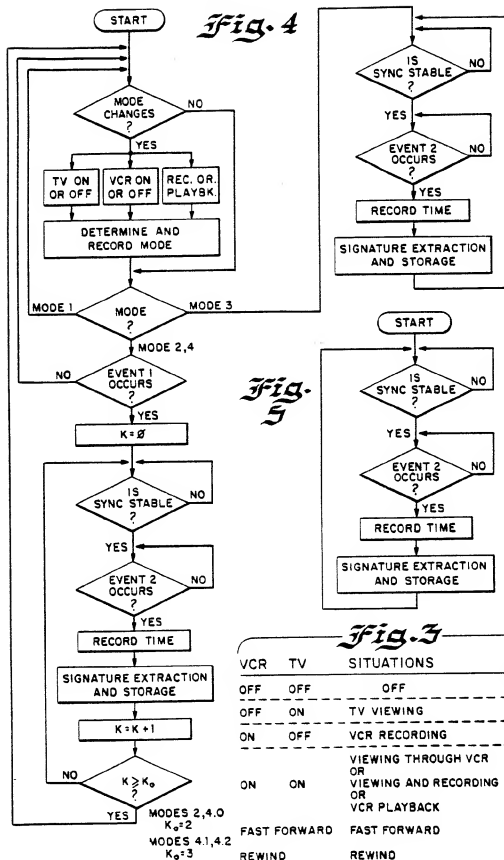 START
Fig. 4
MODE
CHANGES
?
NO
YES
TV ON
OR OFF
VCR ON
OR OFF
REC. OR.
PLAYBK.
DETERMINE AND
RECORD MODE
MODE 1
MODE
?
MODE 3
MODE 2,4
NO
EVENT 1
OCCURS
?
YES
K=Ø
IS
SYNC STABLE
?
NO
YES
EVENT 2
OCCURS
?
NO
YES
RECORD TIME
SIGNATURE EXTRACTION
AND STORAGE
K=K+1
NO
K≥K₀
?
YES
MODES 2,4.0
K₀=2
MODES 4.1,4.2
K₀=3
IS
SYNC STABLE
?
NO
YES
EVENT 2
OCCURS
?
NO
YES
RECORD TIME
SIGNATURE EXTRACTION
AND STORAGE
Fig.
5
START
IS
SYNC STABLE
?
NO
YES
EVENT 2
OCCURS
?
NO
YES
RECORD TIME
SIGNATURE EXTRACTION
AND STORAGE
Fig. 3
VCR TV SITUATIONS
OFF OFF OFF
OFF ON TV VIEWING
ON OFF VCR RECORDING
VIEWING THROUGH VCR
OR
ON ON VIEWING AND RECORDING
OR
VCR PLAYBACK
FAST FORWARD FAST FORWARD
REWIND REWIND